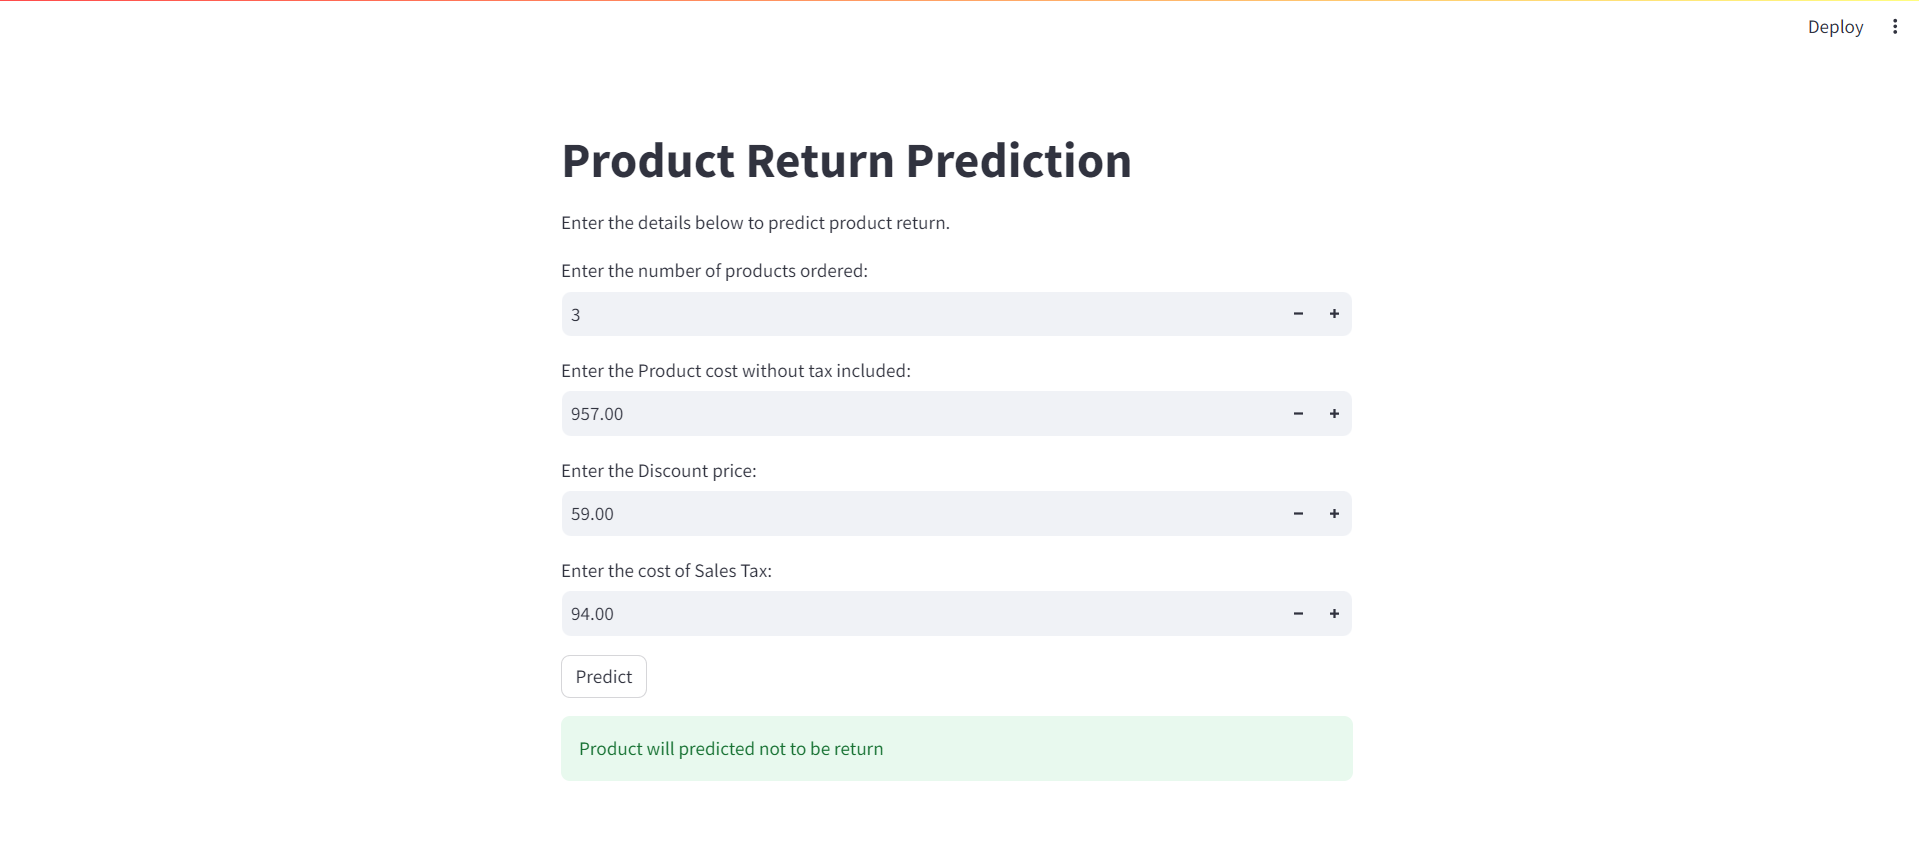 Deploy
Product Return Prediction
Enter the details below to predict product return.
Enter the number of products ordered:
3
Enter the Product cost without tax included:
957.00
Enter the Discount price:
59.00
Enter the cost of Sales Tax:
94.00
Predict
Product will predicted not to be return